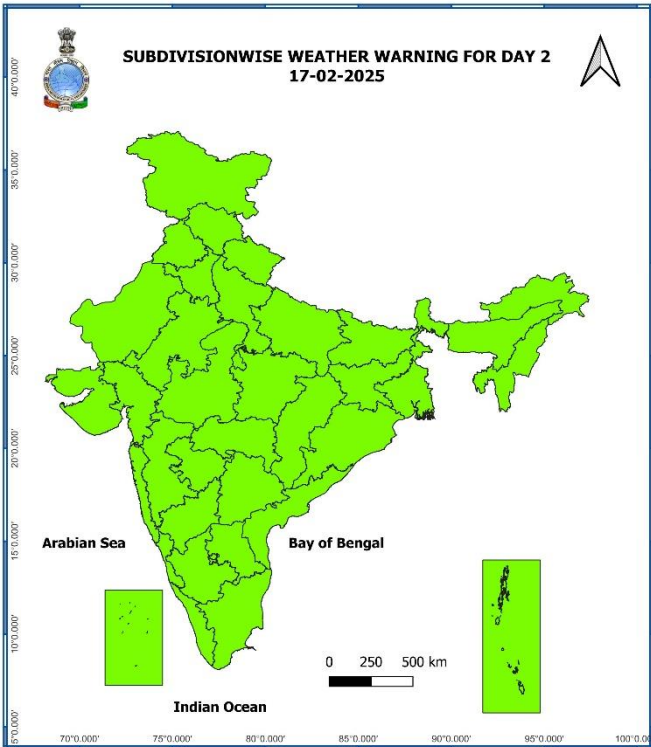 SUBDIVISIONWISE WEATHER WARNING FOR DAY 2
17-02-2025
40°0.000'
35°0.000'
30°0.000'
25°0.000'
20°0.000'
15°0.000'
10°0.000'
5°0.000'
Arabian Sea
Bay of Bengal
0 250 500 km
Indian Ocean
70°0.000' 75°0.000' 80°0.000' 85°0.000' 90°0.000' 95°0.000' 100°0.0